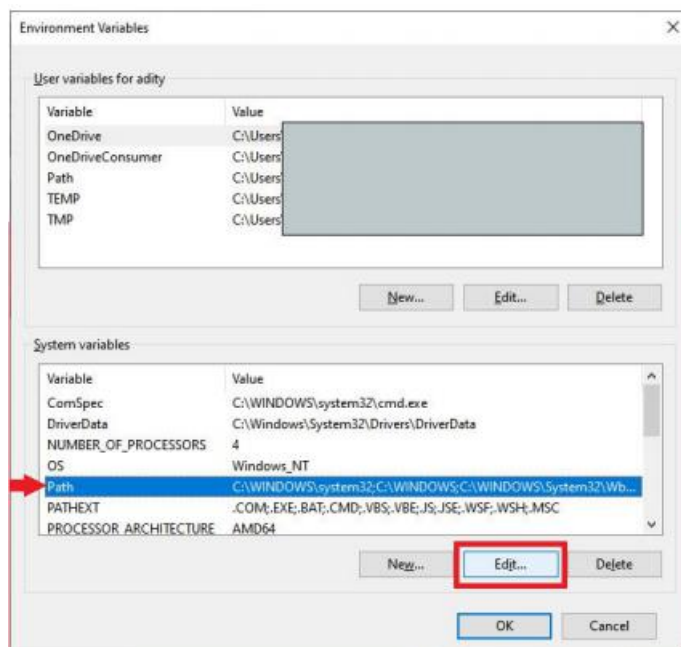 Environment Variables
User variables for adity
Variable Value
OneDrive C:\Users\
OneDriveConsumer C:\Users\
Path C:\Users\
TEMP C:\Users\
TMP C:\Users\
New... Edit... Delete
System variables
Variable Value
ComSpec C:\WINDOWS\system32\cmd.exe
DriverData C:\Windows\System32\Drivers\DriverData
NUMBER_OF_PROCESSORS 4
OS Windows_NT
Path C:\WINDOWS\system32;C:\WINDOWS;C:\WINDOWS\System32\Wb...
PATHEXT .COM;.EXE;.BAT;.CMD;.VBS;.VBE;.JS;.JSE;.WSF;.WSH;.MSC
PROCESSOR_ARCHITECTURE AMD64
New... Edit... Delete
OK Cancel